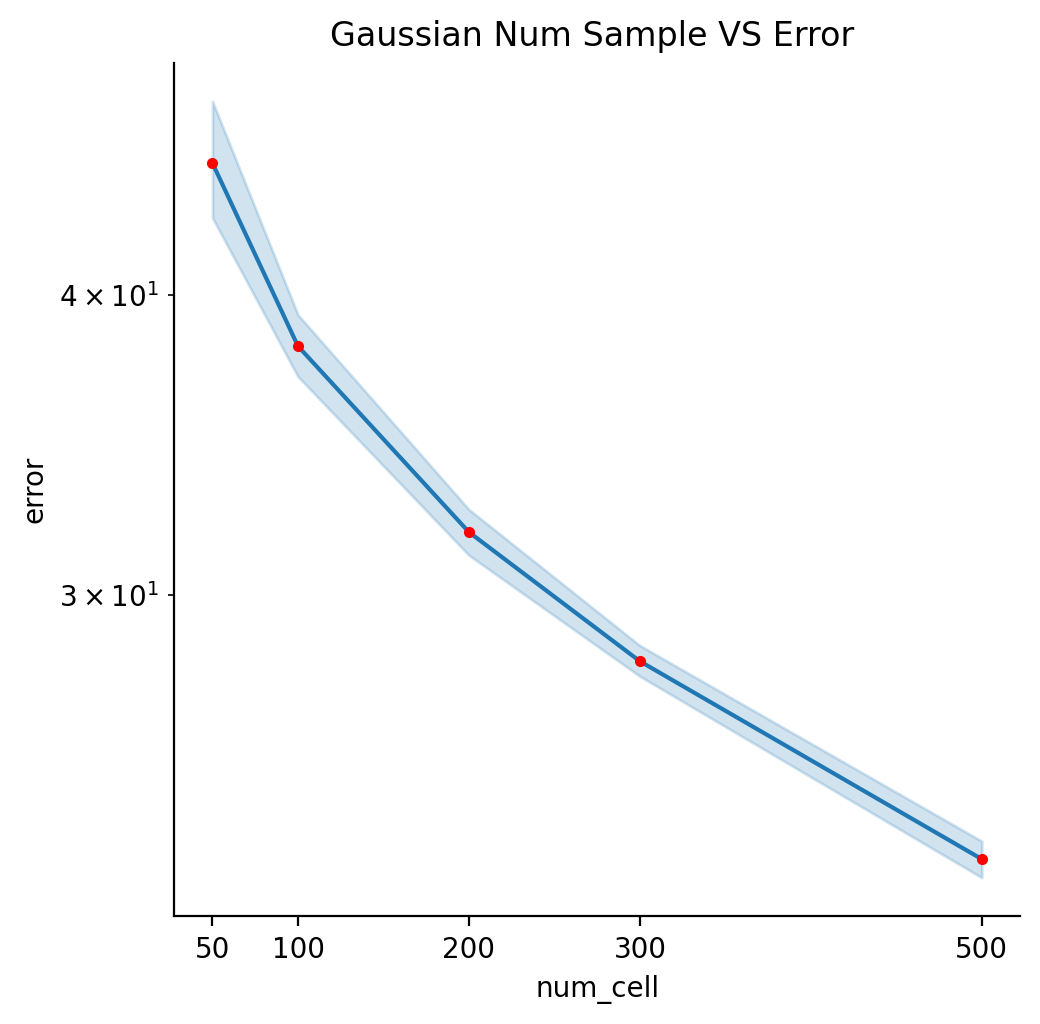 Gaussian Num Sample VS Error
error
4 × 10¹
3 × 10¹
50 100 200 300 500
num_cell